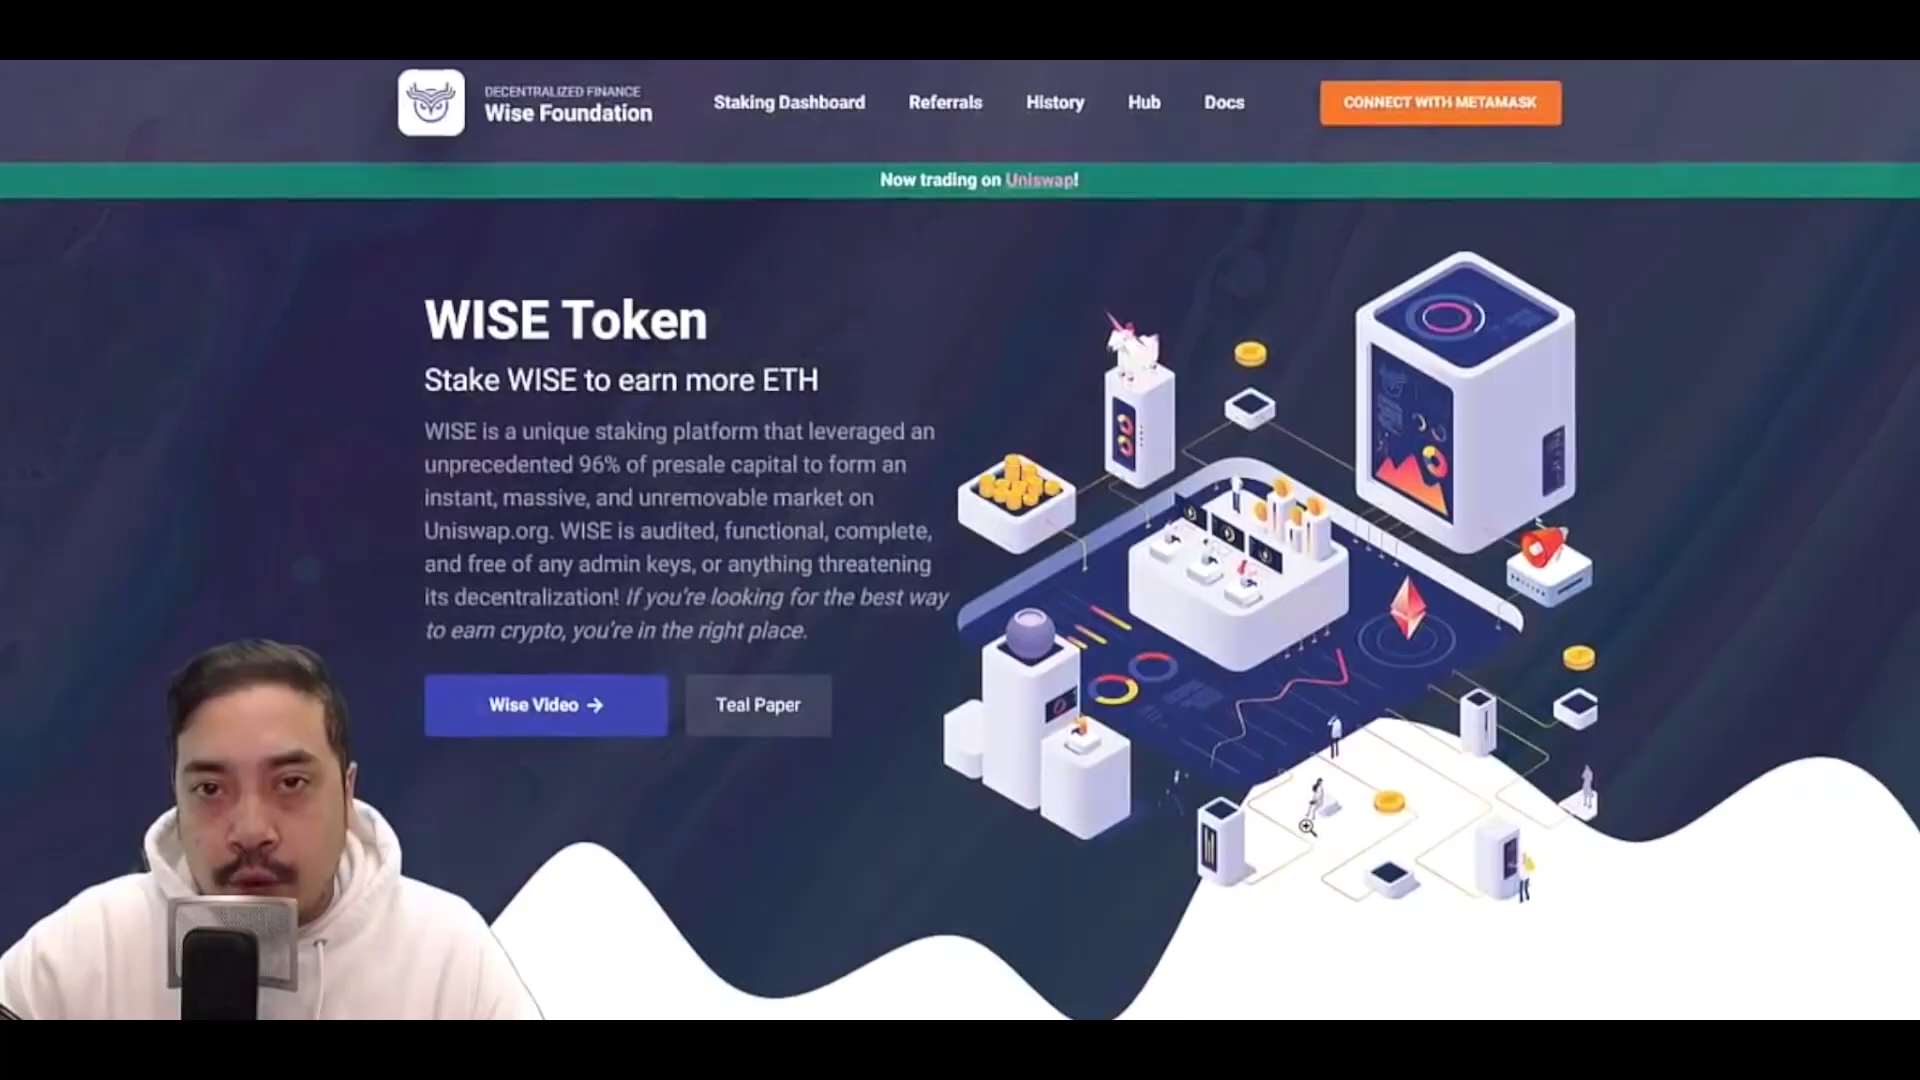 DECENTRALIZED FINANCE
Wise Foundation
Staking Dashboard
Referrals
History
Hub
Docs
CONNECT WITH METAMASK
Now trading on Uniswap!
WISE Token
Stake WISE to earn more ETH
WISE is a unique staking platform that leveraged an
unprecedented 96% of presale capital to form an
instant, massive, and unremovable market on
Uniswap.org. WISE is audited, functional, complete,
and free of any admin keys, or anything threatening
its decentralization! If you're looking for the best way
to earn crypto, you're in the right place.
Wise Video →
Teal Paper